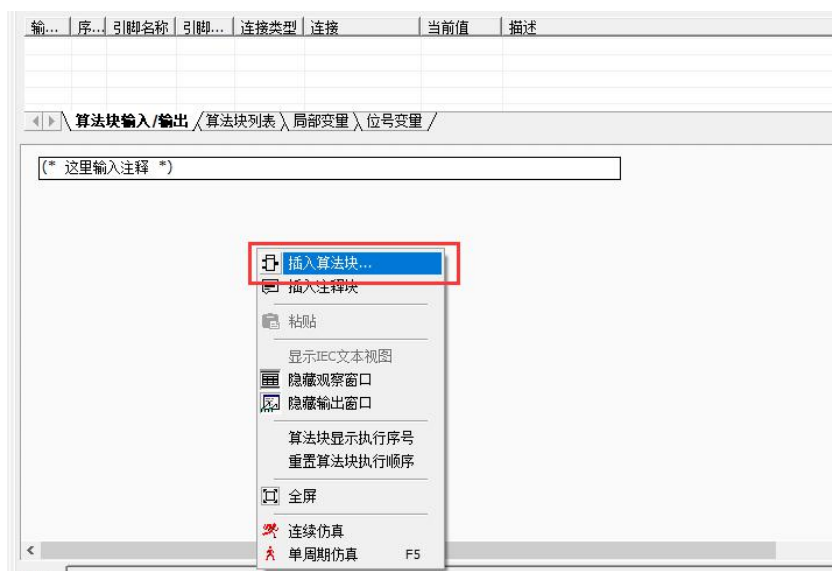 输... 序... 引脚名称 引脚... 连接类型 连接 当前值 描述
算法块输入/输出 算法块列表 局部变量 位号变量
(* 这里输入注释 *)
插入算法块...
插入注释块
粘贴
显示IEC文本视图
隐藏观察窗口
隐藏输出窗口
算法块显示执行序号
重置算法块执行顺序
全屏
连续仿真
单周期仿真 F5